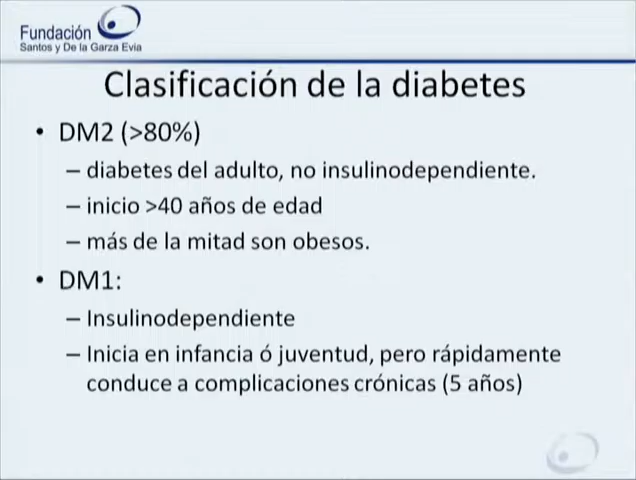 Fundación
Santos y De la Garza Evia
Clasificación de la diabetes
• DM2 (>80%)
– diabetes del adulto, no insulinodependiente.
– inicio >40 años de edad
– más de la mitad son obesos.
• DM1:
– Insulinodependiente
– Inicia en infancia ó juventud, pero rápidamente
conduce a complicaciones crónicas (5 años)